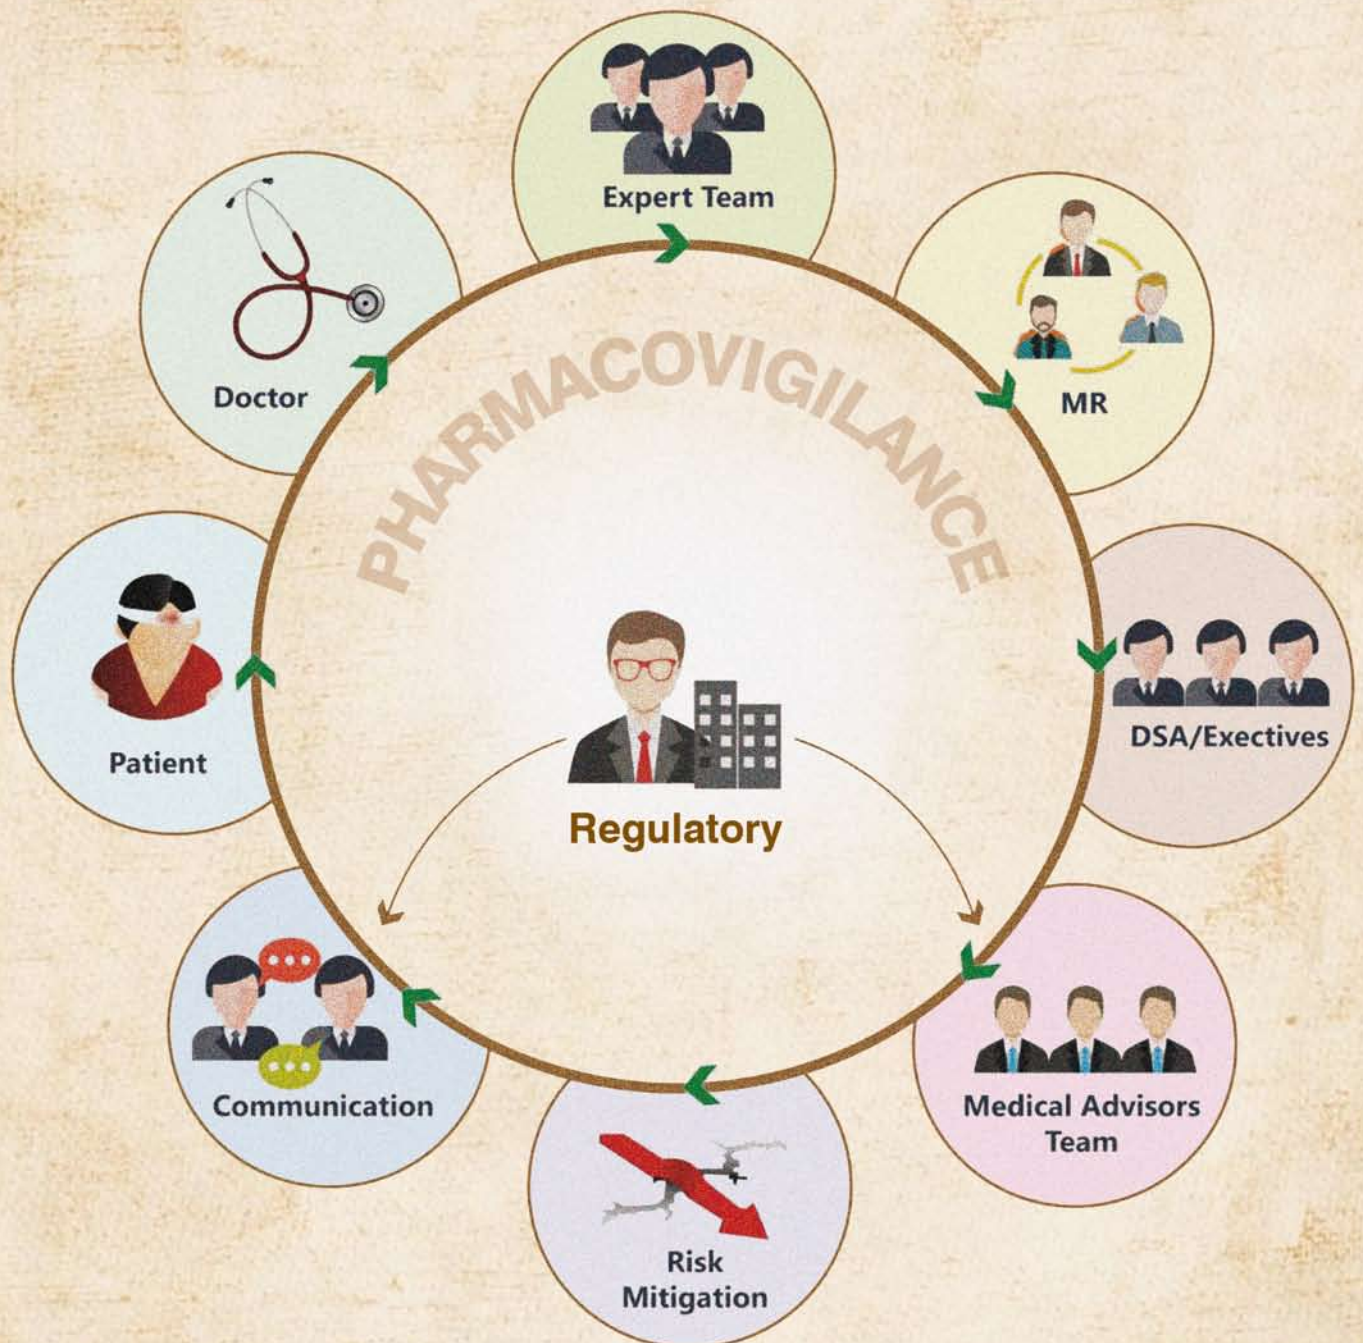 Expert Team
Doctor
MR
PHARMACOVIGILANCE
DSA/Exectives
Patient
Regulatory
Communication
Medical Advisors
Team
Risk
Mitigation